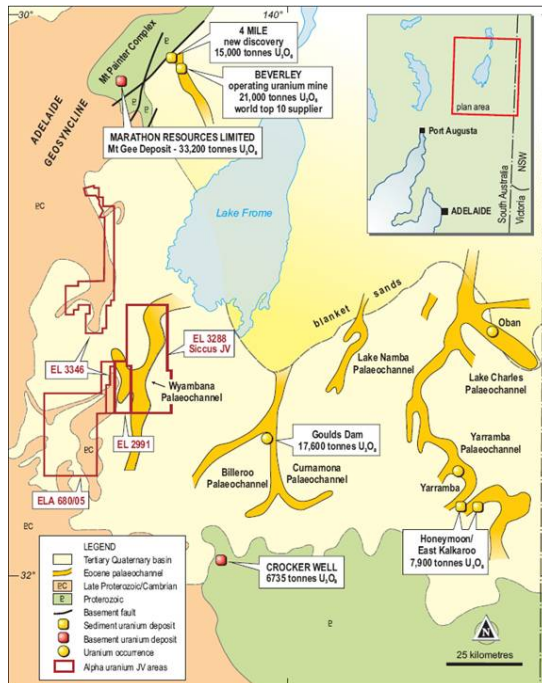 30°
140°
4 MILE
new discovery
15,000 tonnes U₃O₈
BEVERLEY
operating uranium mine
21,000 tonnes U₃O₈
world top 10 supplier
Mt Painter Complex
ADELAIDE
GEOSYNCLINE
MARATHON RESOURCES LIMITED
Mt Gee Deposit - 33,200 tonnes U₃O₈
plan area
Port Augusta
ADELAIDE
South Australia
NSW
Victoria
Lake Frome
blanket sands
EL 3346
EL 3288
Siccus JV
Wyambana
Palaeochannel
EL 2991
ELA 680/05
Lake Namba
Palaeochannel
Oban
Lake Charles
Palaeochannel
Goulds Dam
17,600 tonnes U₃O₈
Billeroo
Palaeochannel
Curnamona
Palaeochannel
Yarramba
Palaeochannel
Yarramba
Honeymoon/
East Kalkaroo
7,900 tonnes U₃O₈
CROCKER WELL
6735 tonnes U₃O₈
32°
LEGEND
Tertiary Quaternary basin
Eocene palaeochannel
Late Proterozoic/Cambrian
Proterozoic
Basement fault
Sediment uranium deposit
Basement uranium deposit
Uranium occurrence
Alpha uranium JV areas
N
25 kilometres